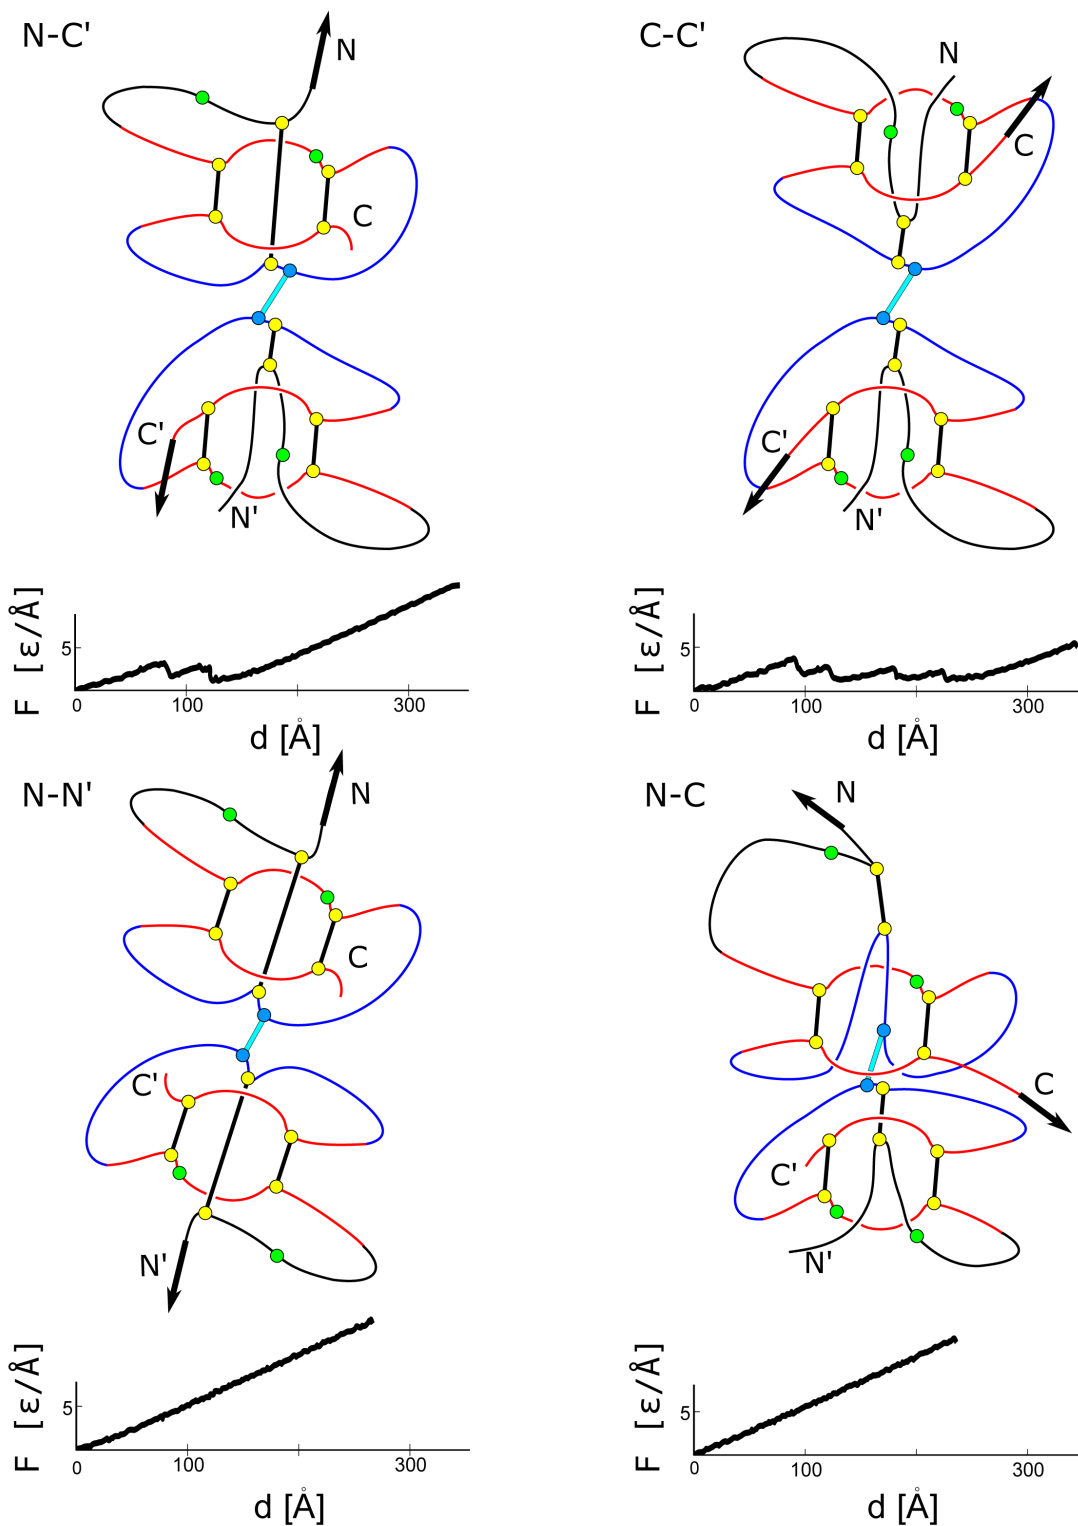 N-C'
N
C
C'
N'
F [ε/Å]
5
0 100 300
d [Å]
C-C'
N
C
C'
N'
F [ε/Å]
5
0 100 300
d [Å]
N-N'
N
C
C'
N'
F [ε/Å]
5
0 100 300
d [Å]
N-C
N
C
C'
N'
F [ε/Å]
5
0 100 300
d [Å]